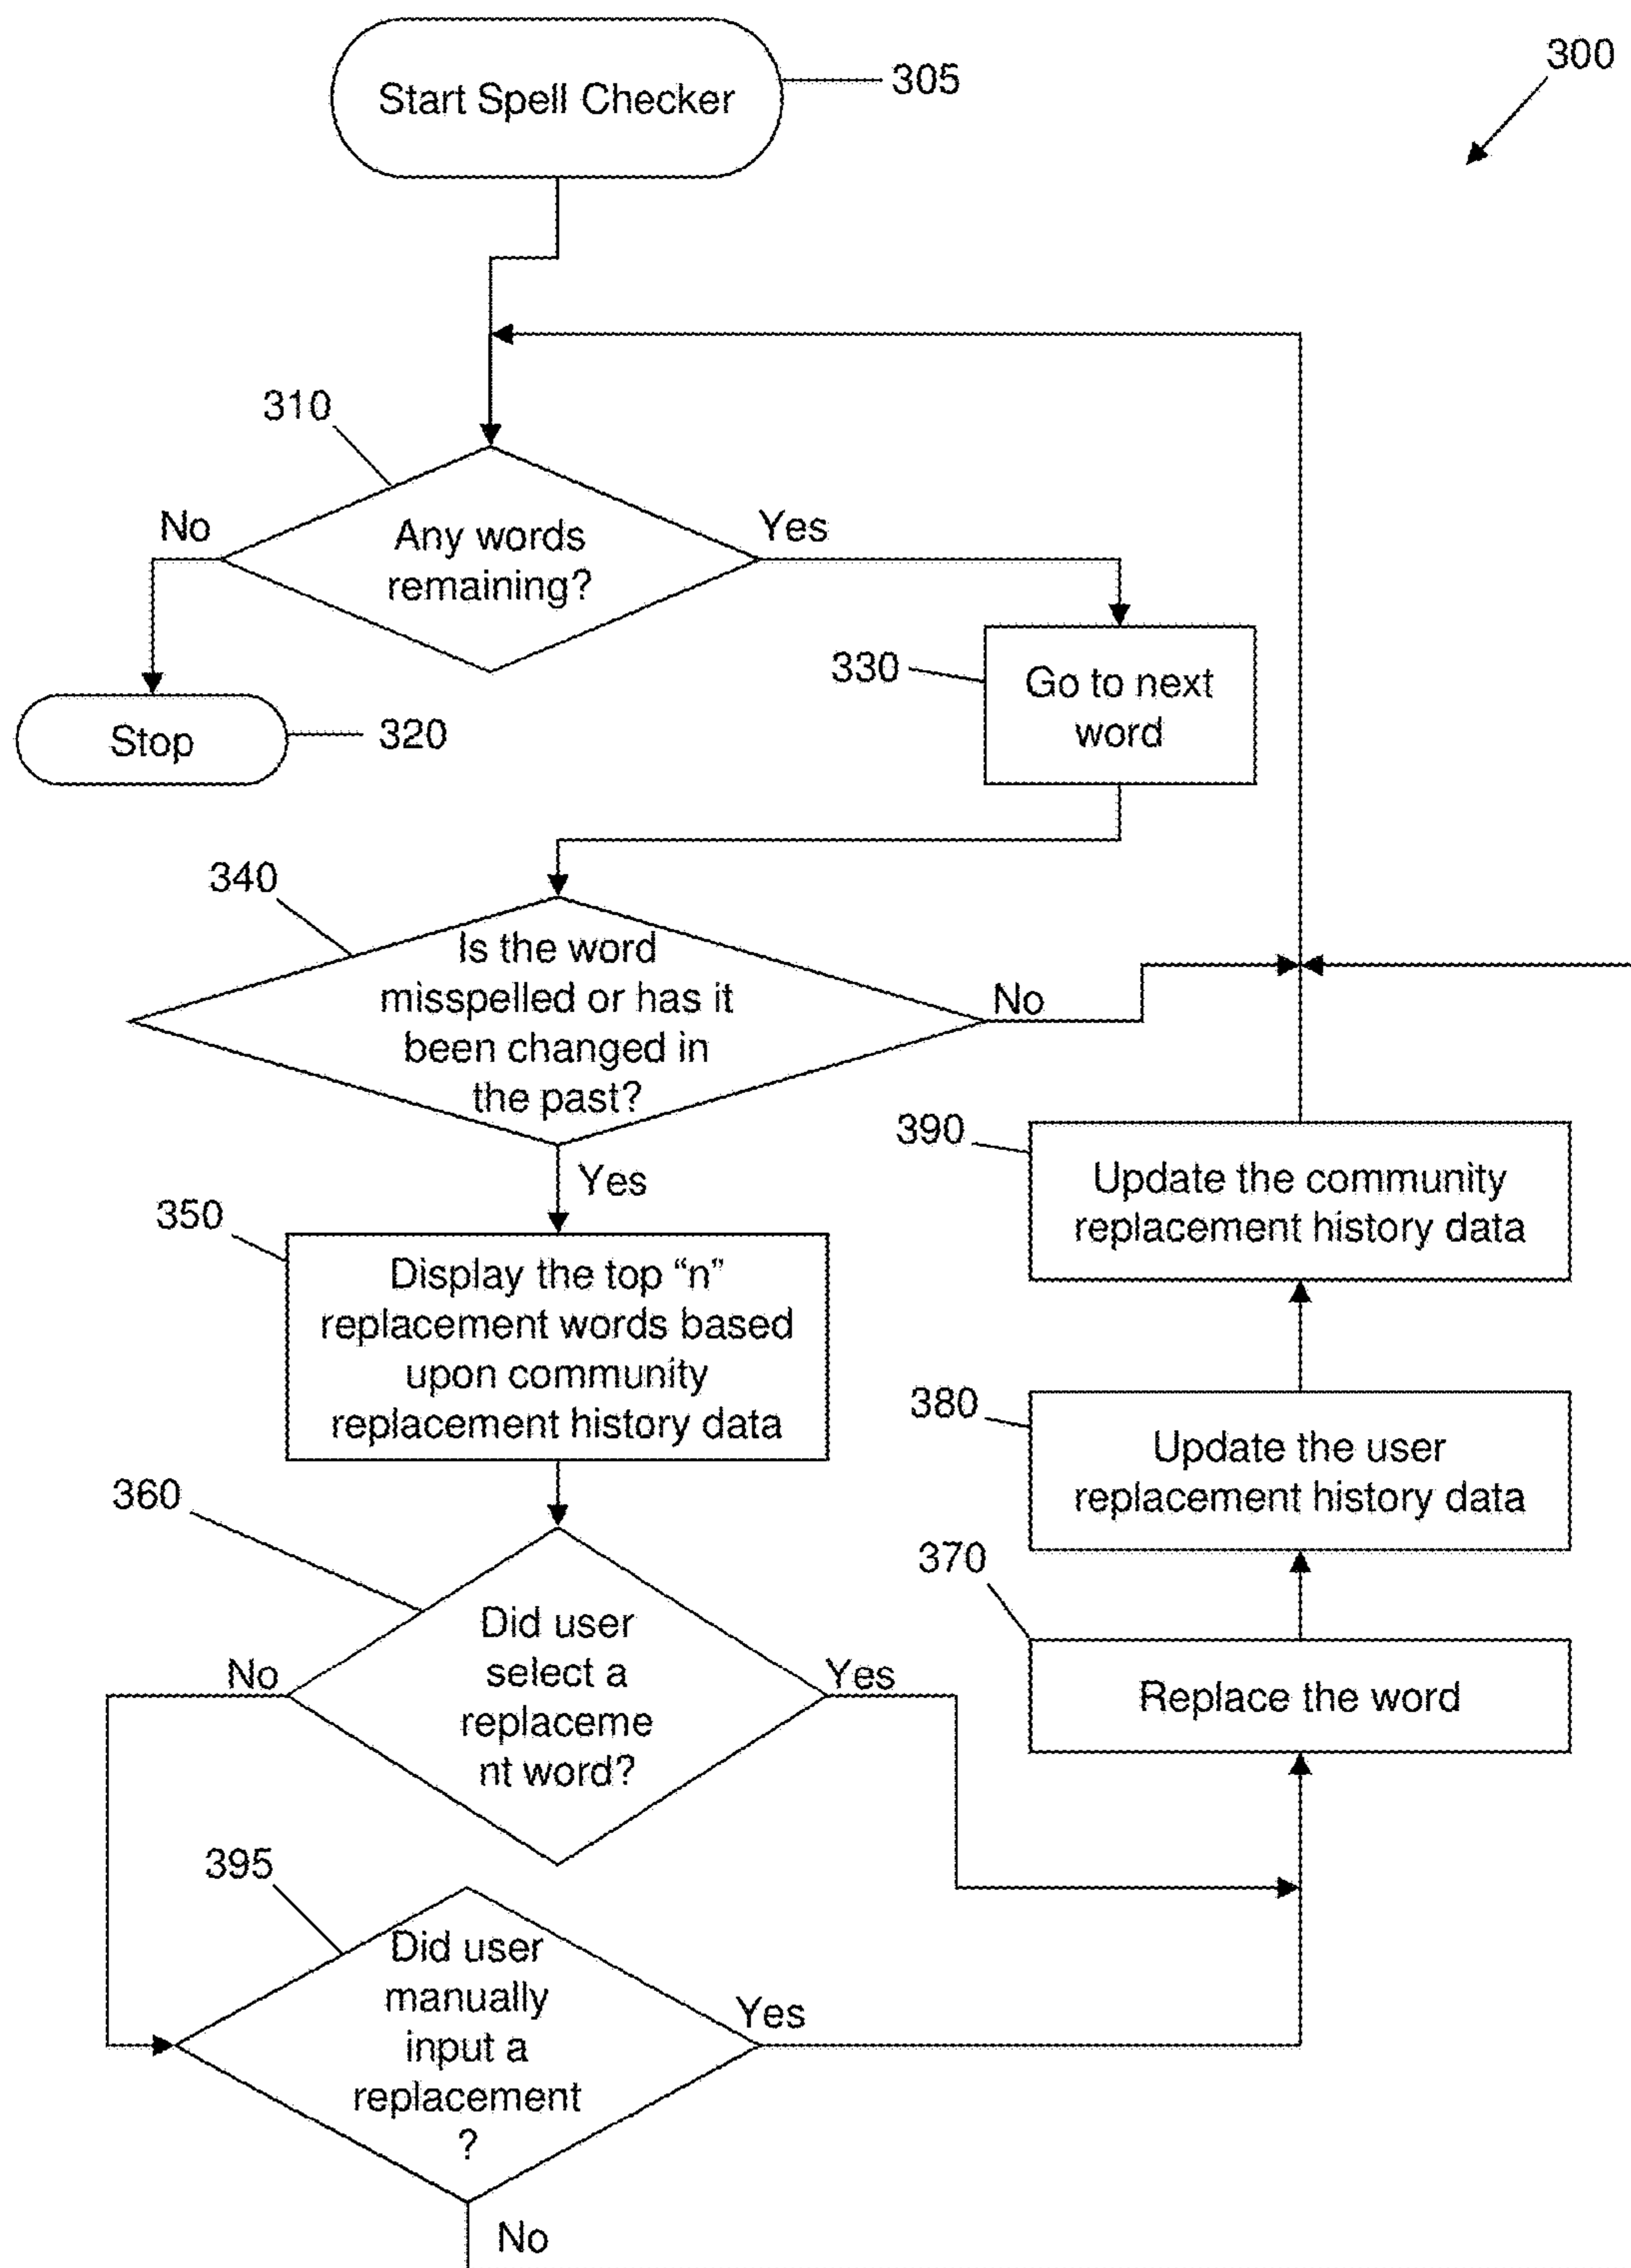 Start Spell Checker
305
300
310
No
Any words
remaining?
Yes
330
Go to next
word
Stop
320
340
Is the word
misspelled or has it
been changed in
the past?
No
Yes
390
Update the community
replacement history data
350
Display the top “n”
replacement words based
upon community
replacement history data
380
Update the user
replacement history data
360
No
Did user
select a
replaceme
nt word?
Yes
370
Replace the word
395
Did user
manually
input a
replacement
?
Yes
No